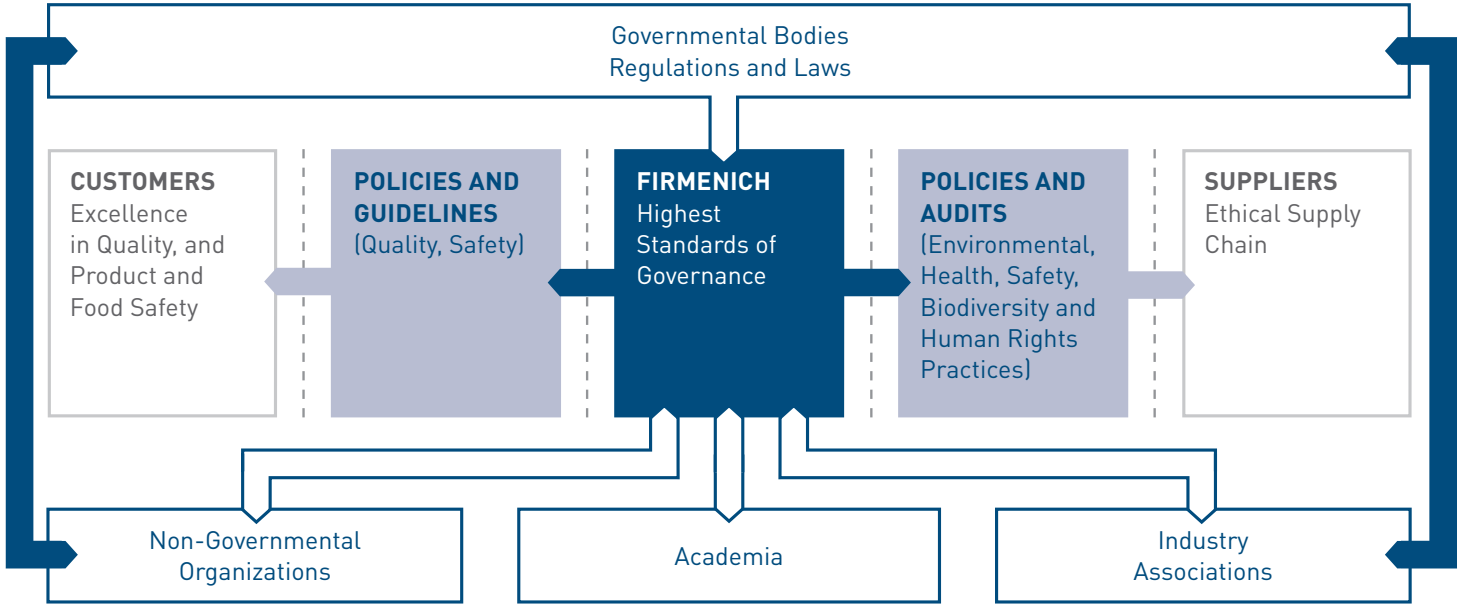 Governmental Bodies
Regulations and Laws
CUSTOMERS
Excellence
in Quality, and
Product and
Food Safety
POLICIES AND
GUIDELINES
(Quality, Safety)
FIRMENICH
Highest
Standards of
Governance
POLICIES AND
AUDITS
(Environmental,
Health, Safety,
Biodiversity and
Human Rights
Practices)
SUPPLIERS
Ethical Supply
Chain
Non-Governmental
Organizations
Academia
Industry
Associations